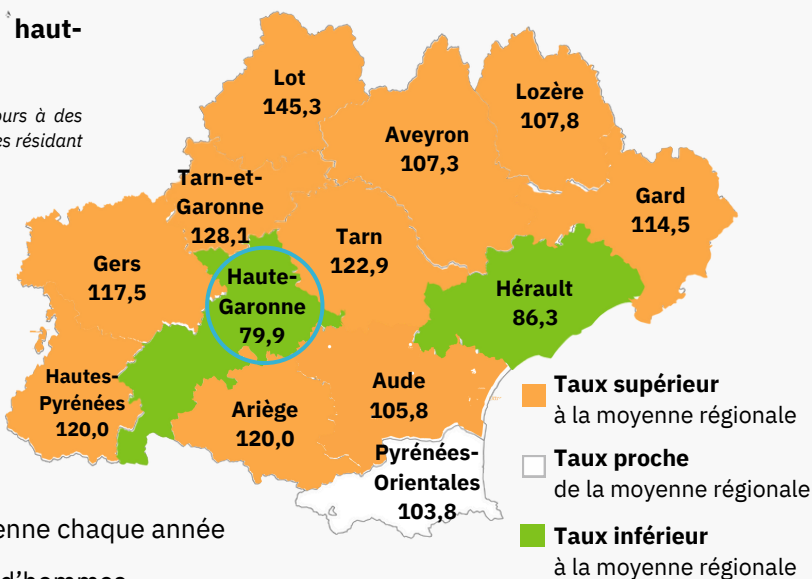 haut-
ours à des
es résidant
Lot
145,3
Lozère
107,8
Aveyron
107,3
Tarn-et-
Garonne
128,1
Gard
114,5
Tarn
122,9
Gers
117,5
Haute-
Garonne
79,9
Hérault
86,3
Hautes-
Pyrénées
120,0
Ariège
120,0
Aude
105,8
Pyrénées-
Orientales
103,8
Taux supérieur
à la moyenne régionale
Taux proche
de la moyenne régionale
Taux inférieur
à la moyenne régionale
enne chaque année
d'hommes